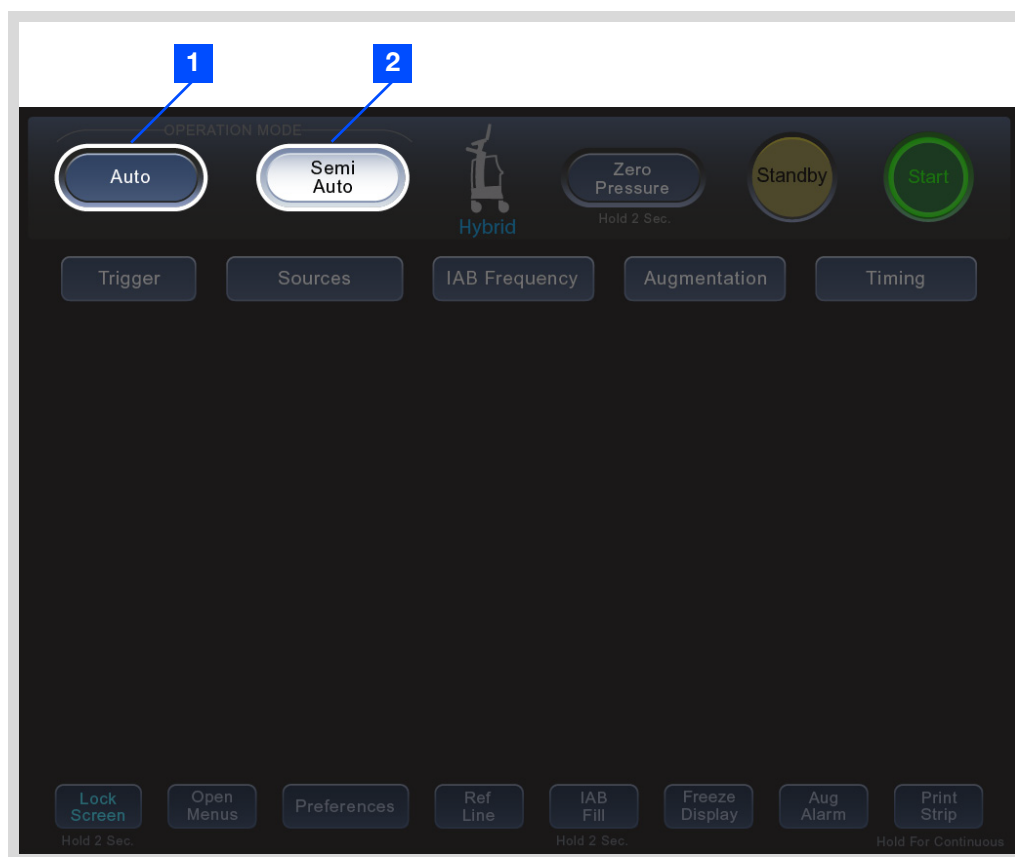 1 2
OPERATION MODE
Auto
Semi
Auto
Hybrid
Zero
Pressure
Hold 2 Sec.
Standby
Start
Trigger
Sources
IAB Frequency
Augmentation
Timing
Lock
Screen
Hold 2 Sec.
Open
Menus
Preferences
Ref
Line
IAB
Fill
Hold 2 Sec.
Freeze
Display
Aug
Alarm
Print
Strip
Hold For Continuous